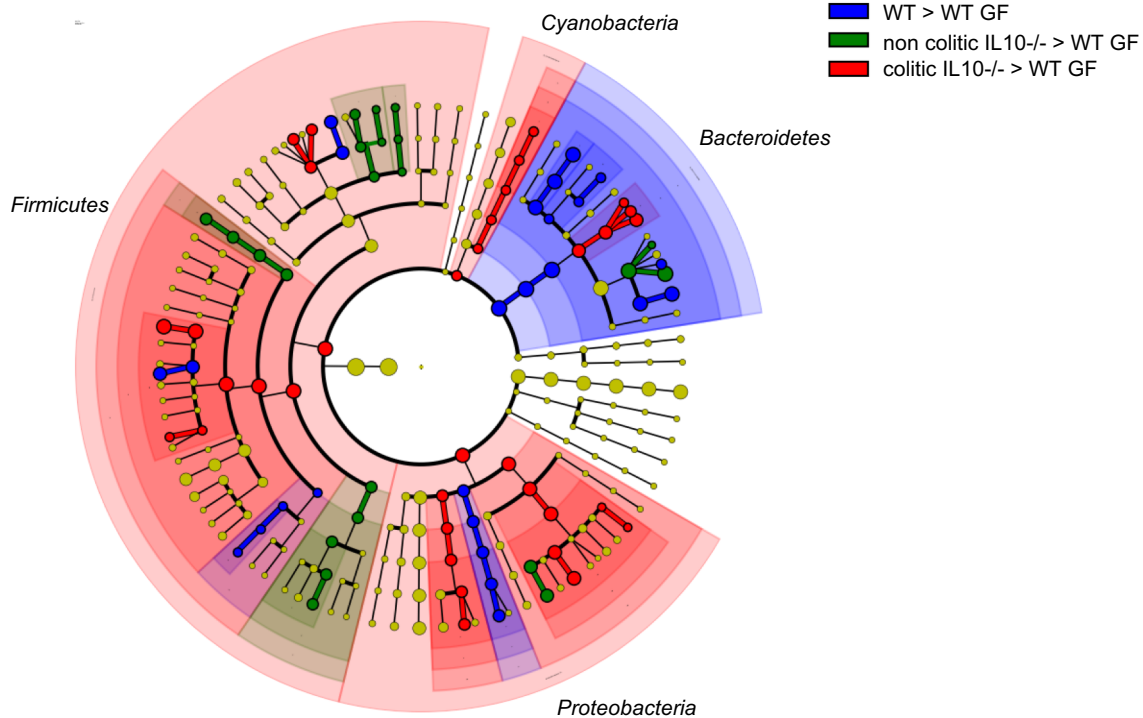 Cyanobacteria
WT > WT GF
non colitic IL10-/- > WT GF
colitic IL10-/- > WT GF
Bacteroidetes
Firmicutes
Proteobacteria